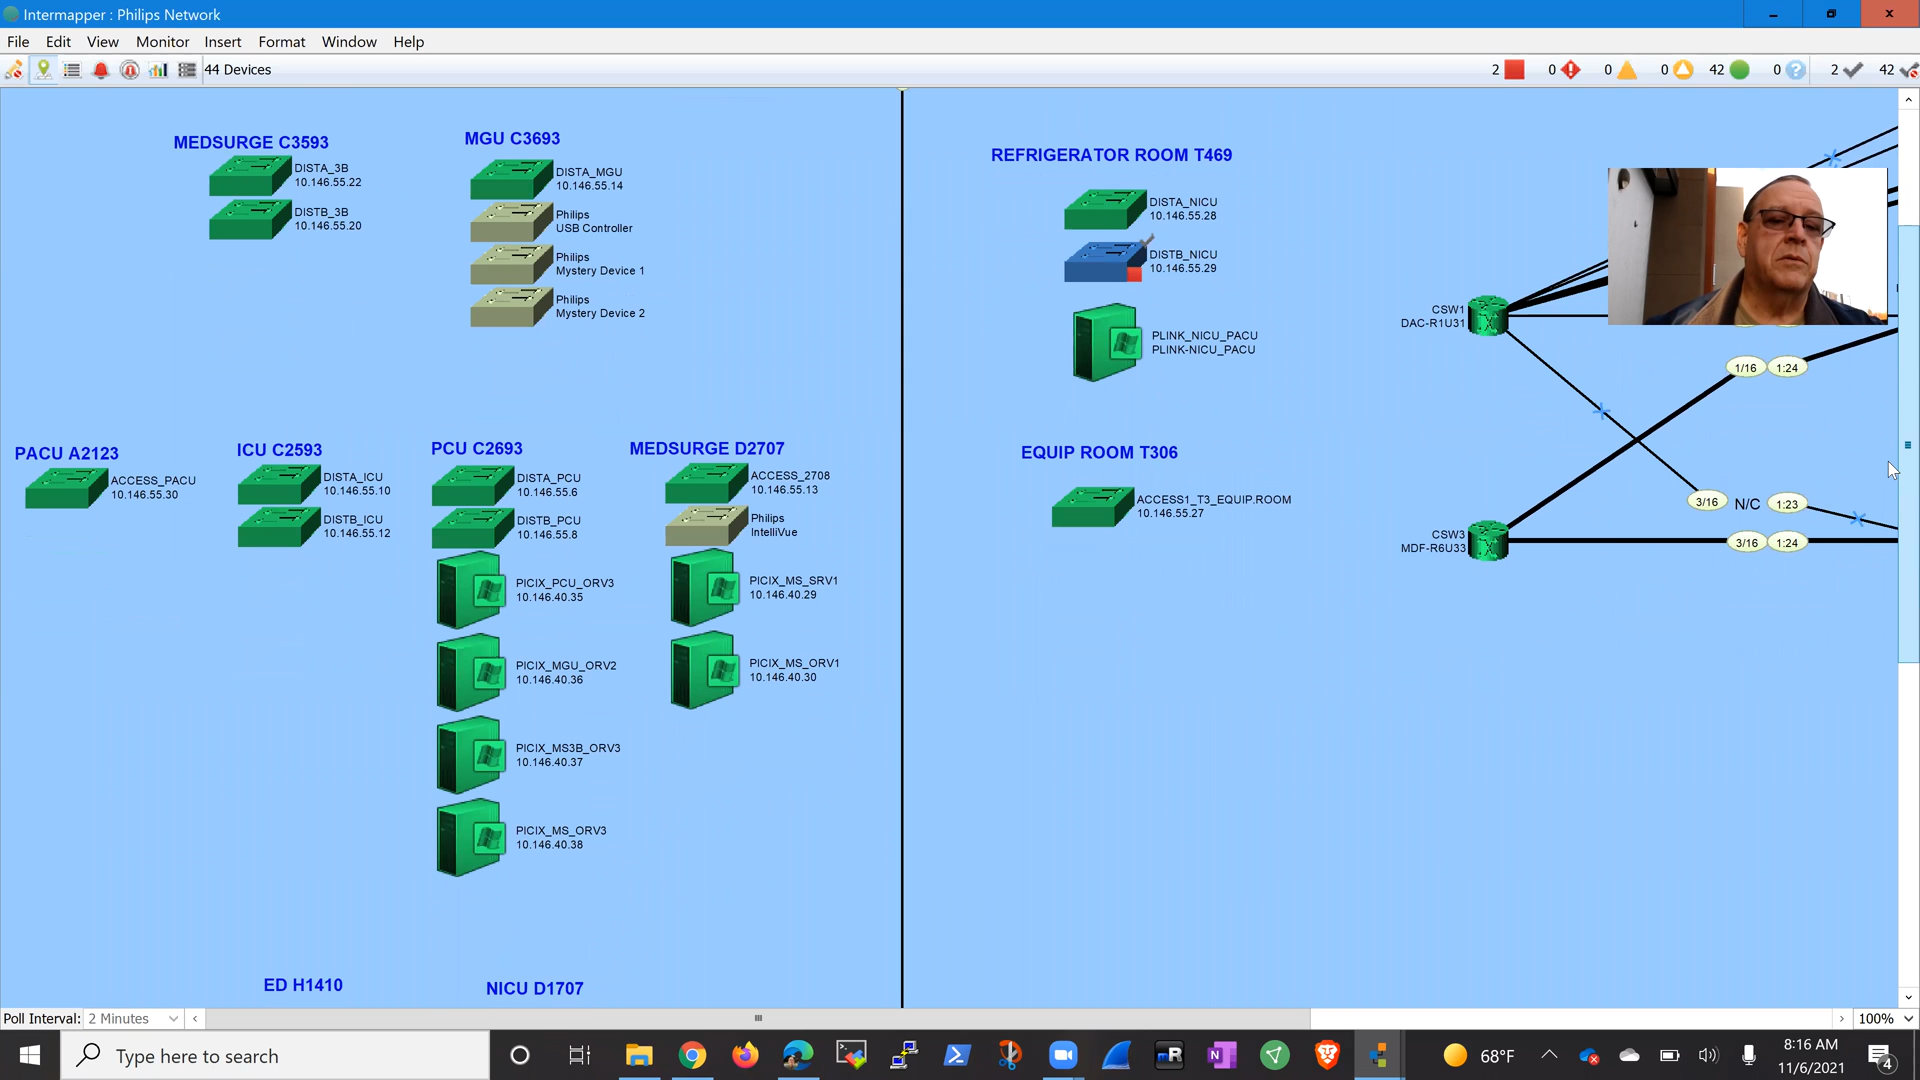 Intermapper : Philips Network
File Edit View Monitor Insert Format Window Help
44 Devices
2 0 0 0 42 0 2 42
MEDSURGE C3593
DISTA_3B
10.146.55.22
DISTB_3B
10.146.55.20
MGU C3693
DISTA_MGU
10.146.55.14
Philips
USB Controller
Philips
Mystery Device 1
Philips
Mystery Device 2
REFRIGERATOR ROOM T469
DISTA_NICU
10.146.55.28
DISTB_NICU
10.146.55.29
PLINK_NICU_PACU
PLINK-NICU_PACU
CSW1
DAC-R1U31
1/16 1:24
PACU A2123
ACCESS_PACU
10.146.55.30
ICU C2593
DISTA_ICU
10.146.55.10
DISTB_ICU
10.146.55.12
PCU C2693
DISTA_PCU
10.146.55.6
DISTB_PCU
10.146.55.8
PICIX_PCU_ORV3
10.146.40.35
PICIX_MGU_ORV2
10.146.40.36
PICIX_MS3B_ORV3
10.146.40.37
PICIX_MS_ORV3
10.146.40.38
MEDSURGE D2707
ACCESS_2708
10.146.55.13
Philips
IntelliVue
PICIX_MS_SRV1
10.146.40.29
PICIX_MS_ORV1
10.146.40.30
EQUIP ROOM T306
ACCESS1_T3_EQUIP.ROOM
10.146.55.27
3/16 N/C 1:23
CSW3
MDF-R6U33
3/16 1:24
ED H1410
NICU D1707
Poll Interval: 2 Minutes
100%
Type here to search
68°F
8:16 AM
11/6/2021
4